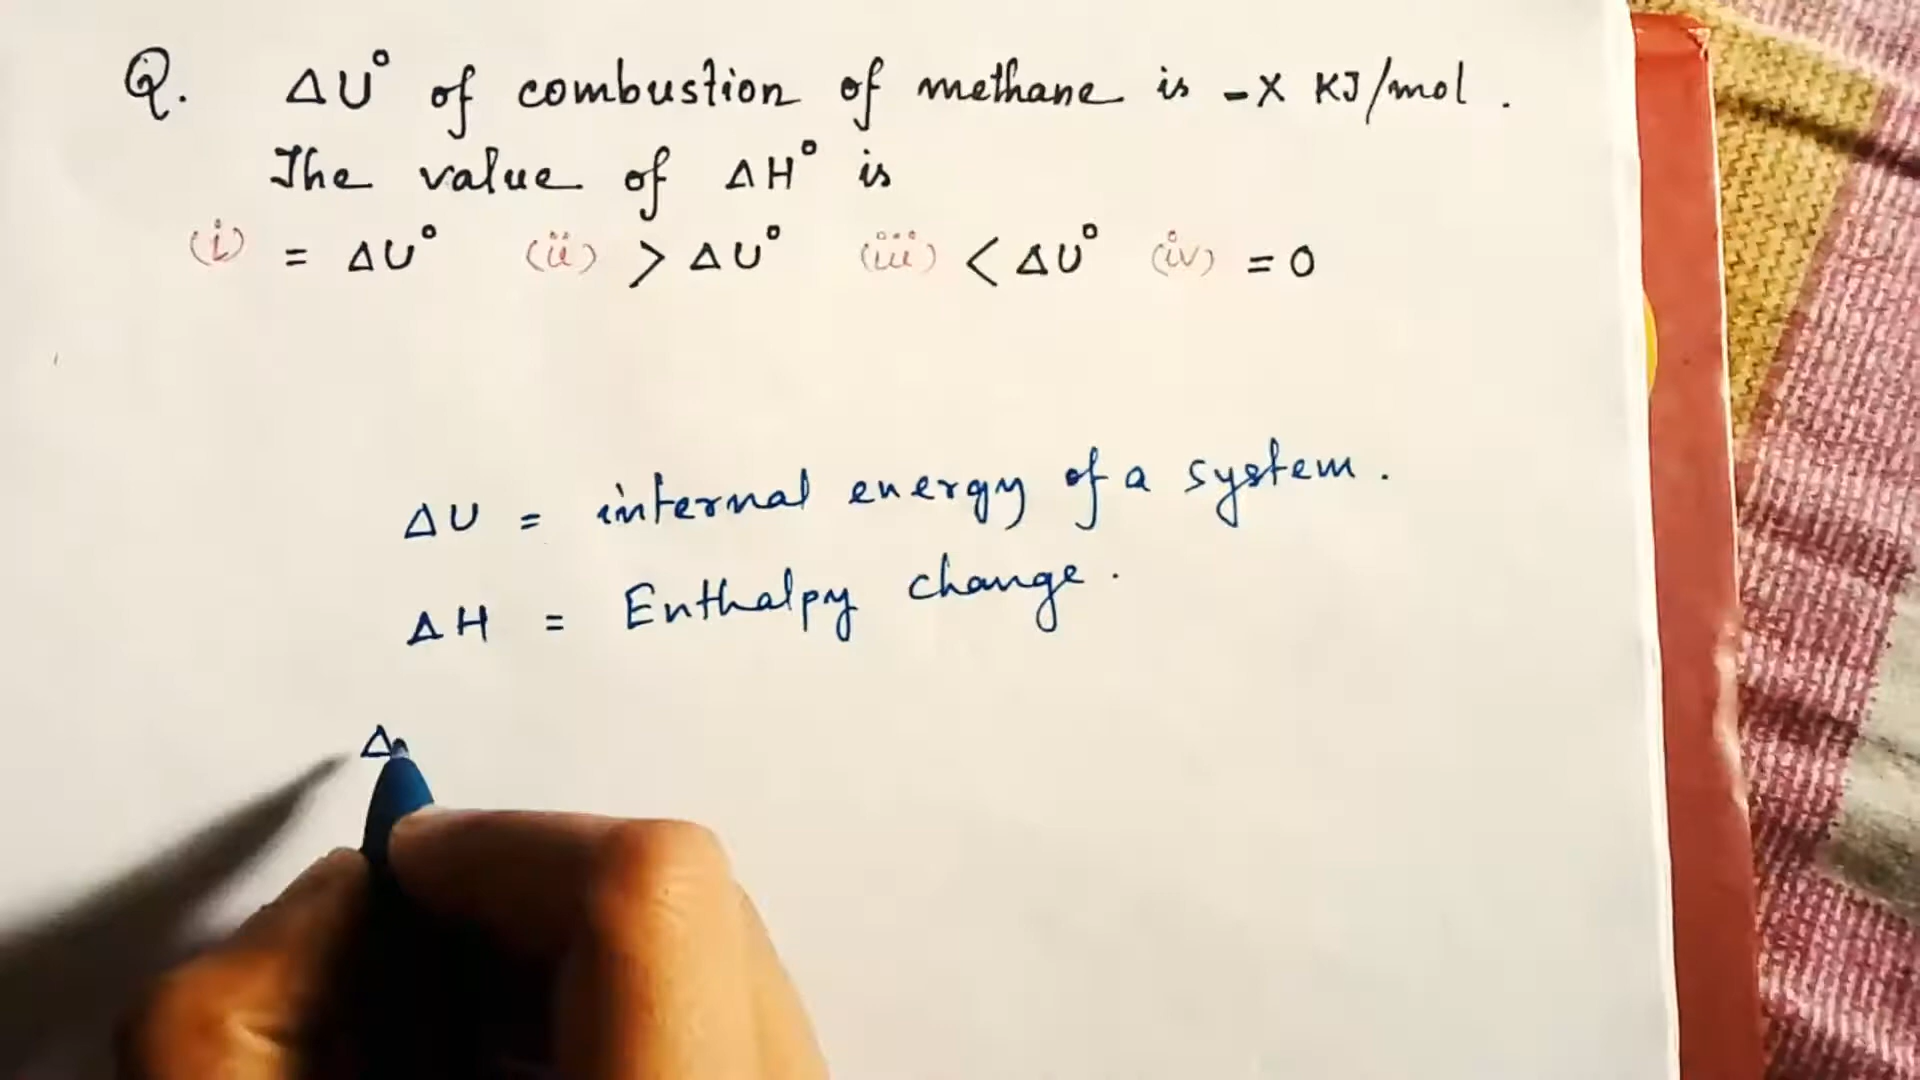 Q. ΔU° of combustion of methane is -X KJ/mol.
The value of ΔH° is
(i) = ΔU° (ii) > ΔU° (iii) < ΔU° (iv) = 0
ΔU = internal energy of a system.
ΔH = Enthalpy change.
Δ